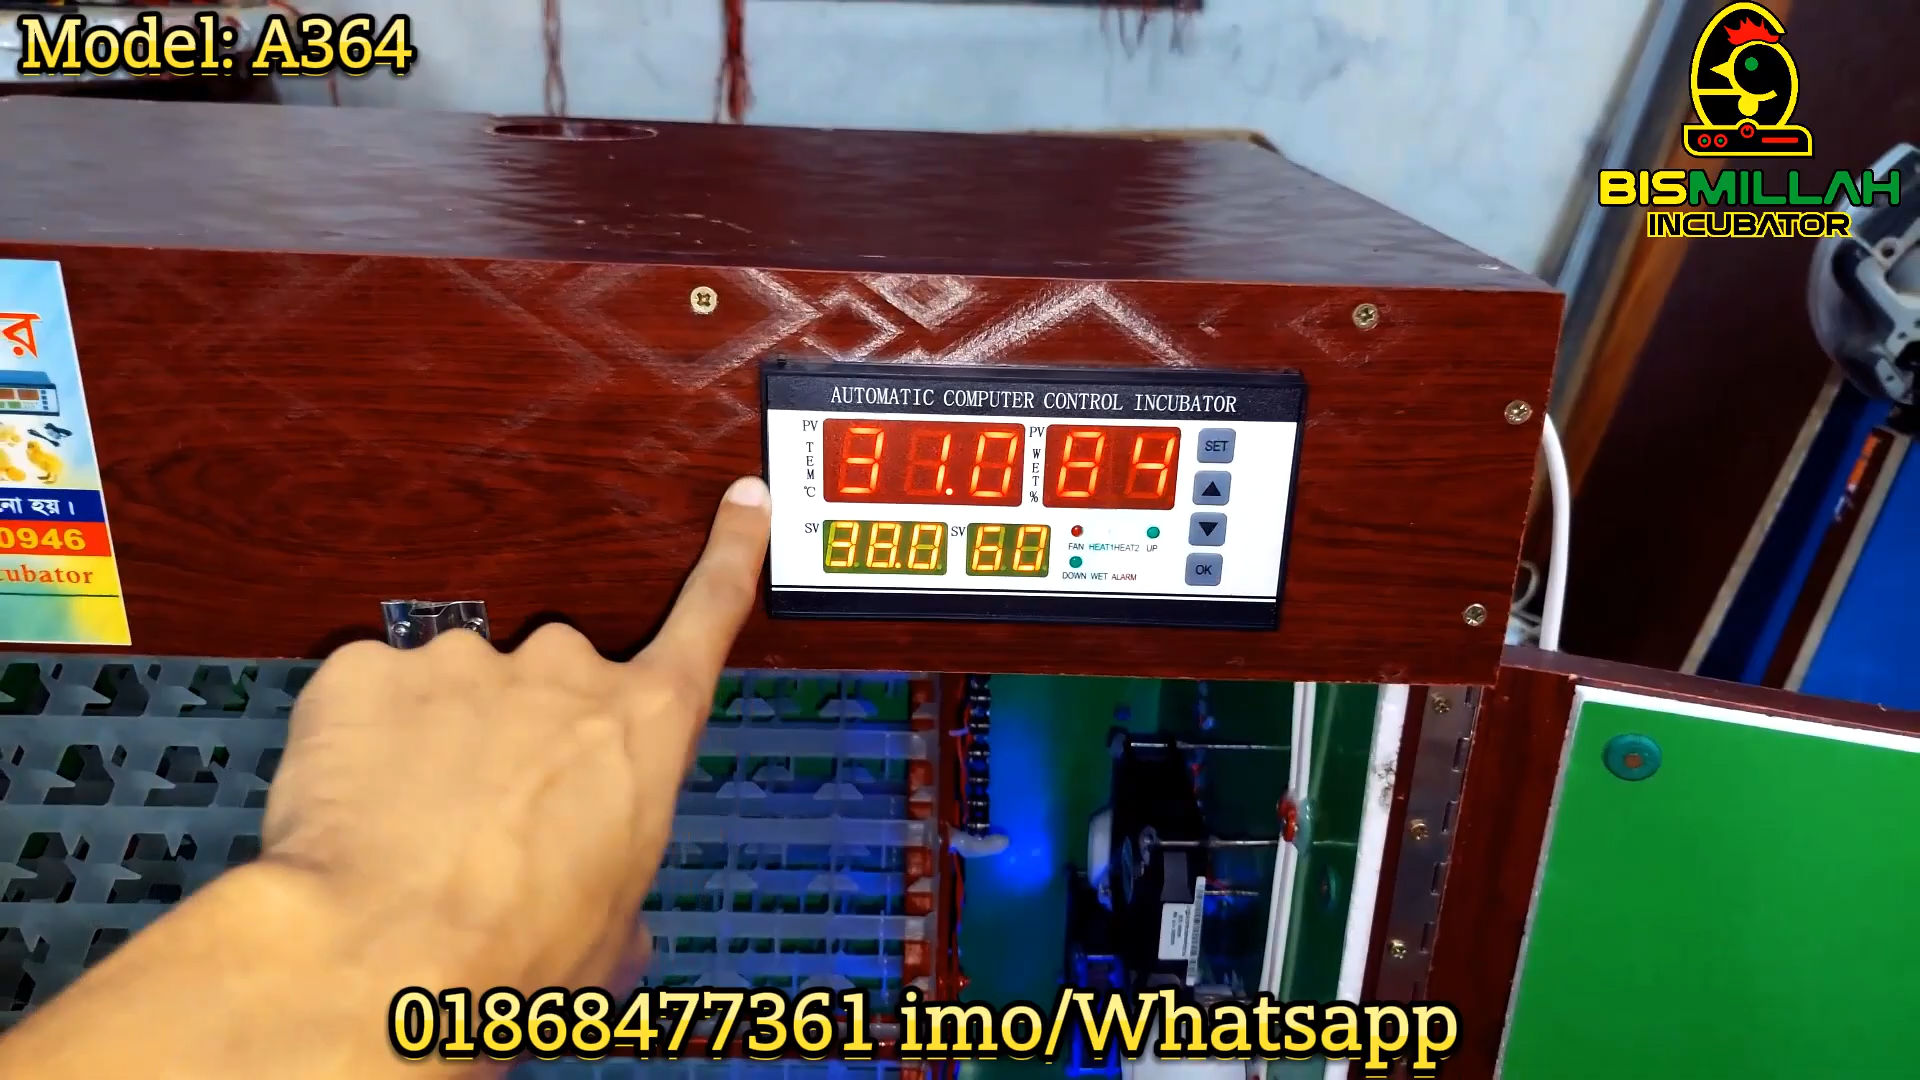 Model: A364
BISMILLAH
INCUBATOR
র
নো হয়।
0946
cubator
AUTOMATIC COMPUTER CONTROL INCUBATOR
PV
TEM
℃
31.0
PV
WET
%
84
SET
SV
38.0
SV
60
FAN HEAT1 HEAT2 UP
DOWN WET ALARM
OK
01868477361 imo/Whatsapp